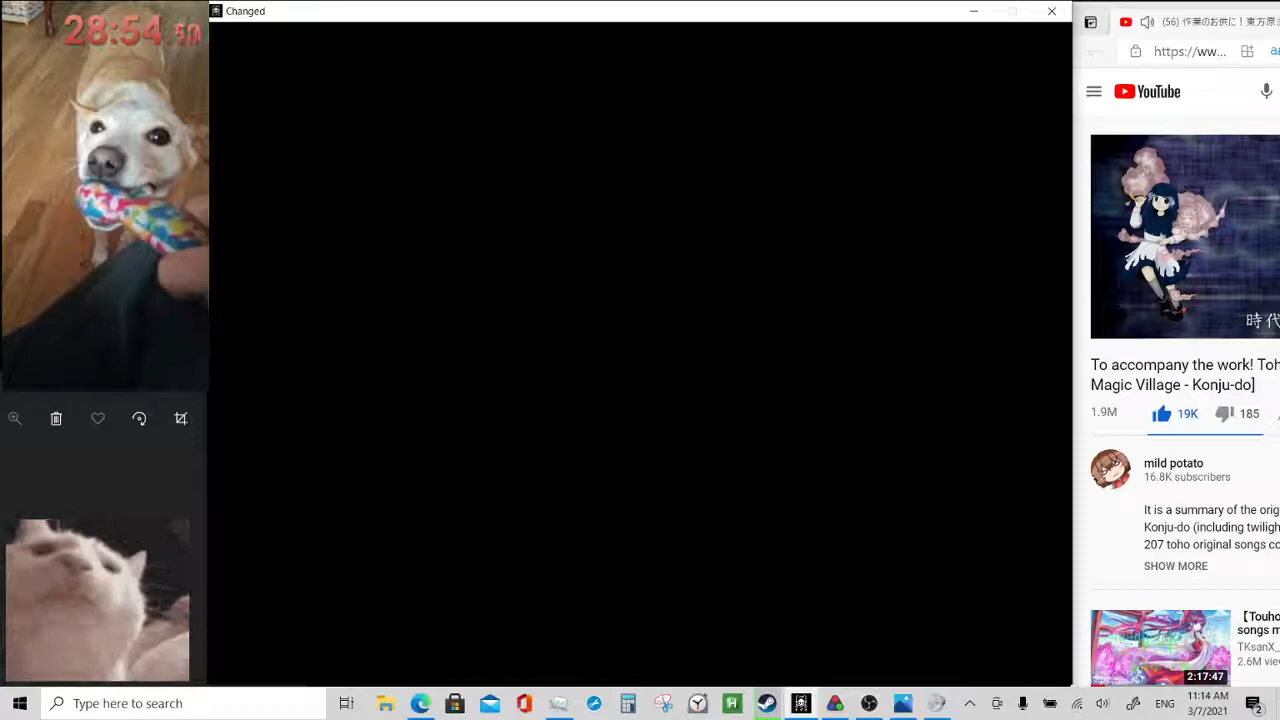 28:54.50
Changed
(56) 作業のお供に！東方原
https://ww...
YouTube
時代
To accompany the work! Toh
Magic Village - Konju-do]
1.9M
19K
185
mild potato
16.8K subscribers
It is a summary of the orig
Konju-do (including twiligh
207 toho original songs co
SHOW MORE
【Touho
songs m
TKsanX_
2.6M view
2:17:47
Type here to search
ENG
11:14 AM
3/7/2021
2